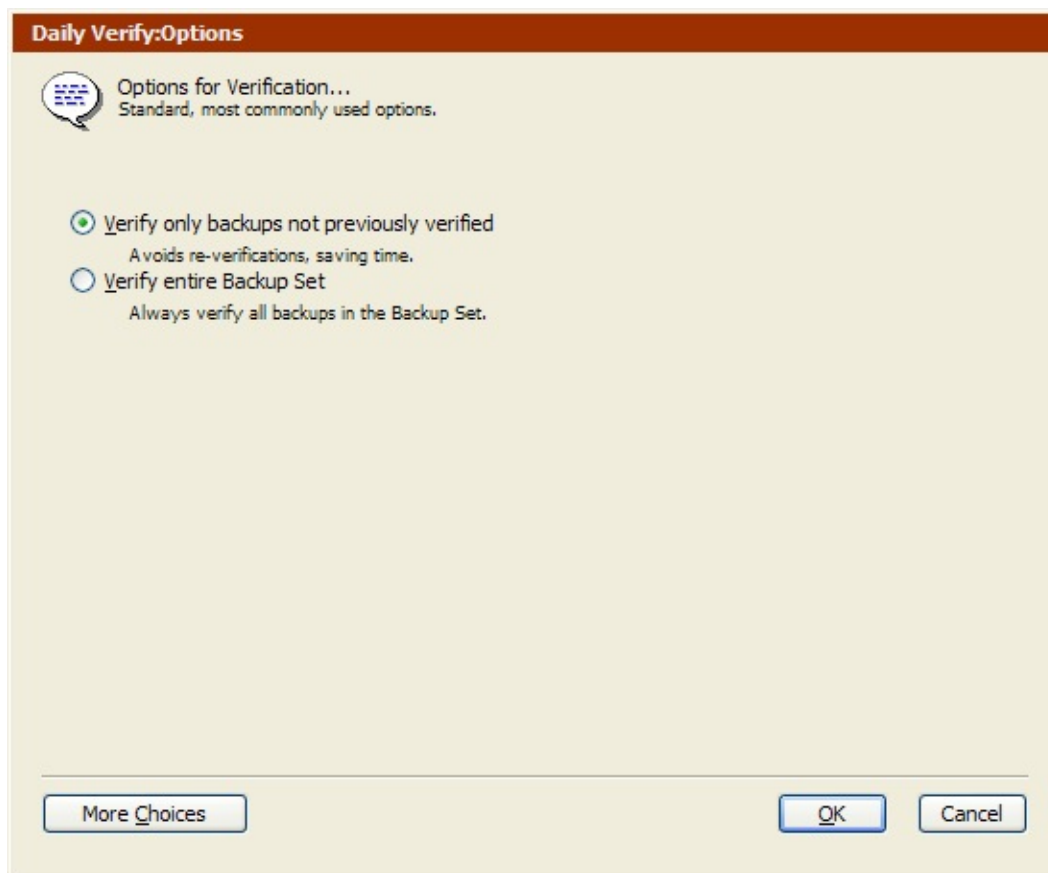 Daily Verify:Options
Options for Verification...
Standard, most commonly used options.
Verify only backups not previously verified
Avoids re-verifications, saving time.
Verify entire Backup Set
Always verify all backups in the Backup Set.
More Choices
OK
Cancel